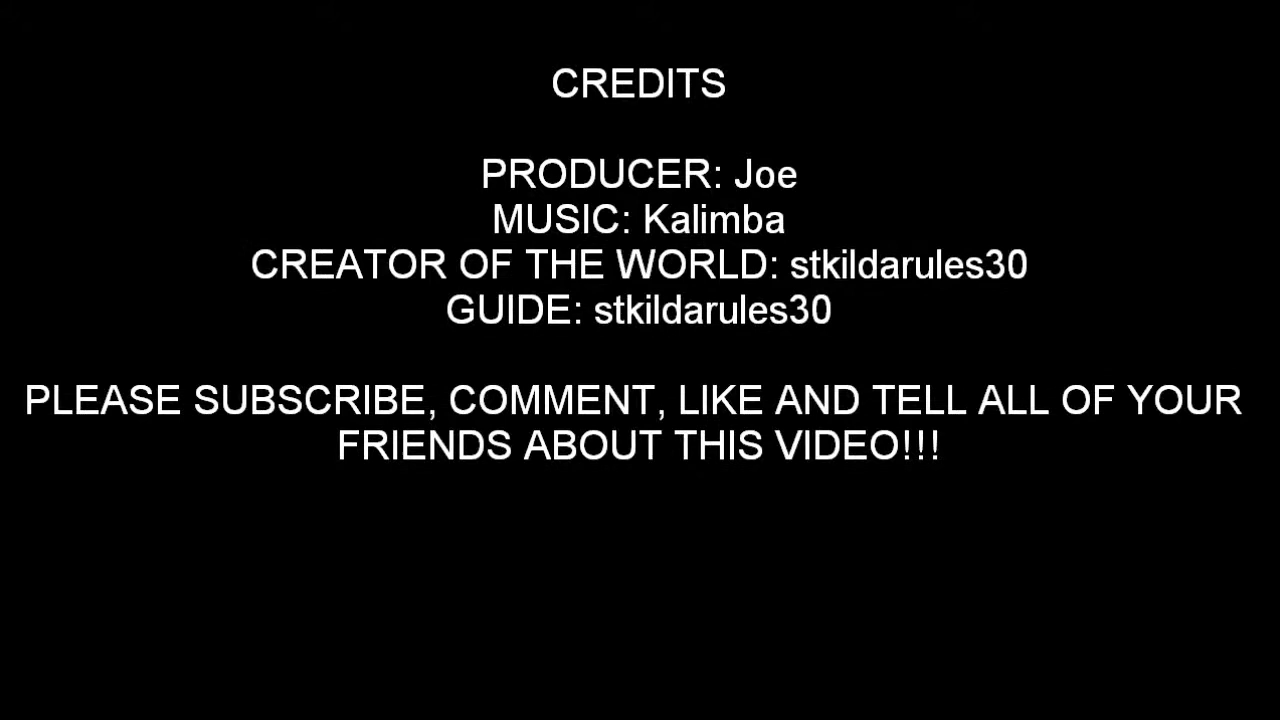 CREDITS
PRODUCER: Joe
MUSIC: Kalimba
CREATOR OF THE WORLD: stkildarules30
GUIDE: stkildarules30
PLEASE SUBSCRIBE, COMMENT, LIKE AND TELL ALL OF YOUR
FRIENDS ABOUT THIS VIDEO!!!